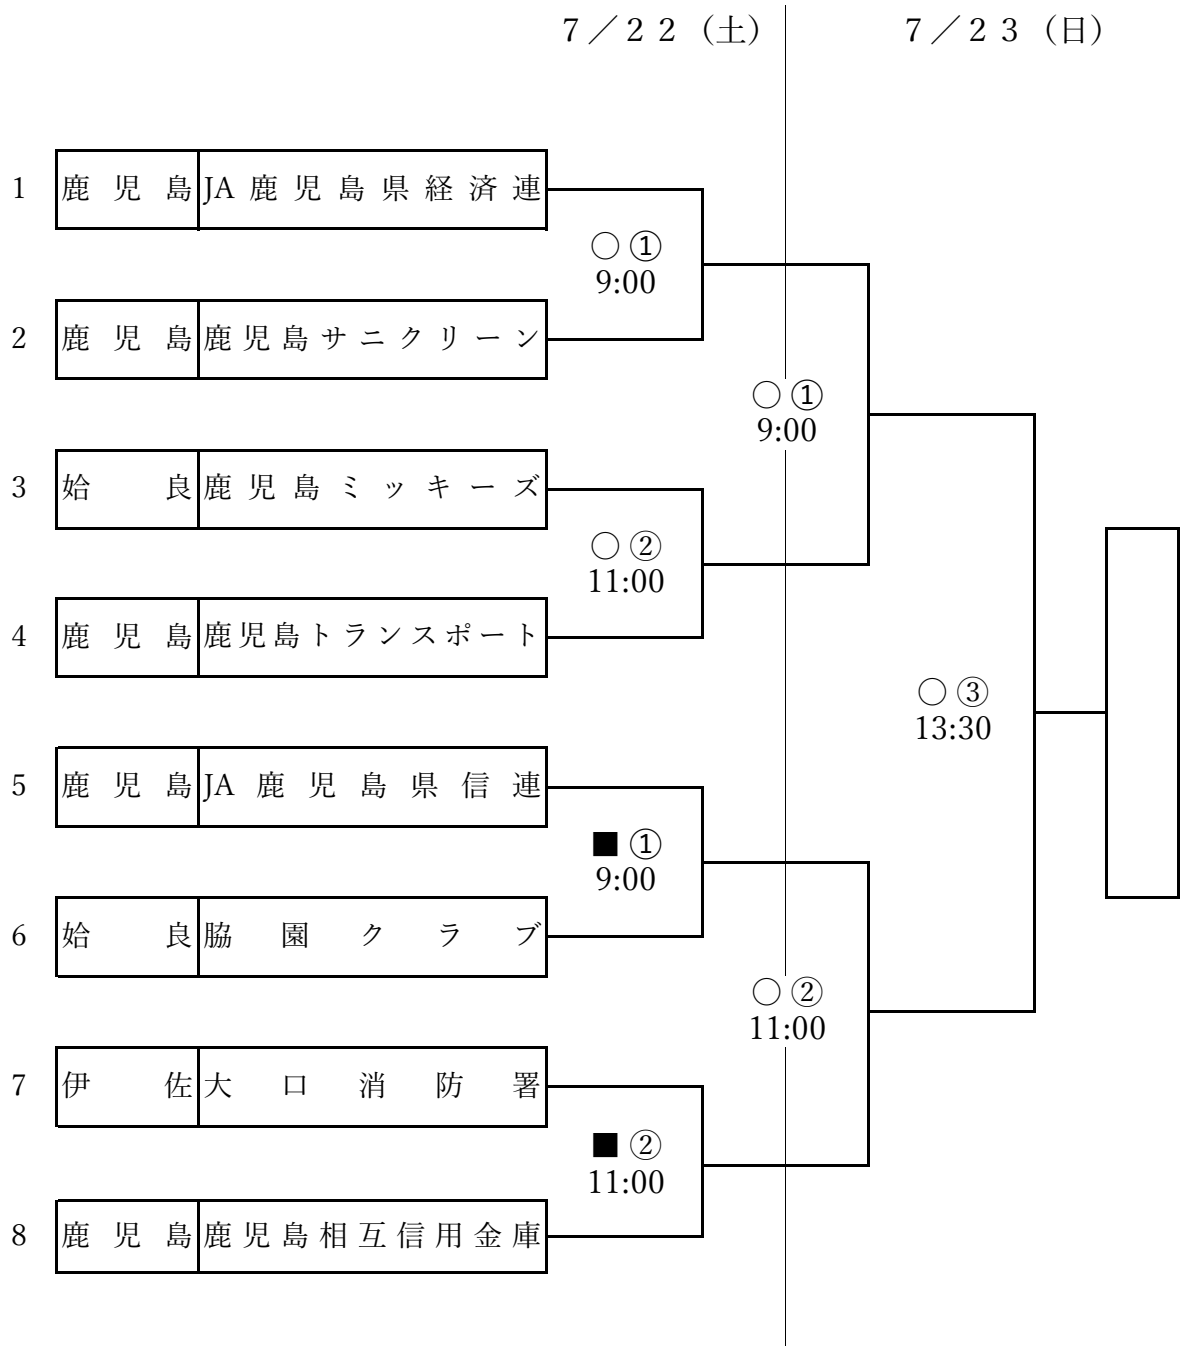 7／22（土） 7／23（日）
1 鹿児島 JA鹿児島県経済連
○①
9:00
2 鹿児島 鹿児島サニクリーン
○①
9:00
3 姶良 鹿児島ミッキーズ
○②
11:00
4 鹿児島 鹿児島トランスポート
○③
13:30
5 鹿児島 JA鹿児島県信連
■①
9:00
6 姶良 脇園クラブ
○②
11:00
7 伊佐 大口消防署
■②
11:00
8 鹿児島 鹿児島相互信用金庫